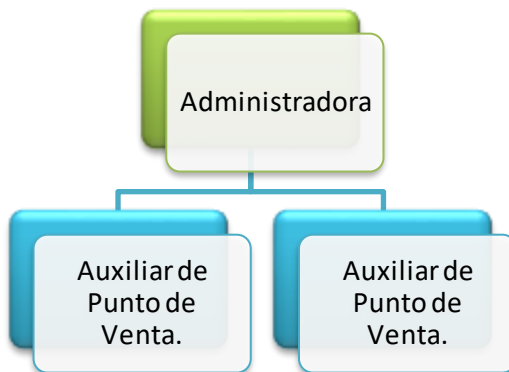 Administradora
Auxiliar de
Punto de
Venta.
Auxiliar de
Punto de
Venta.